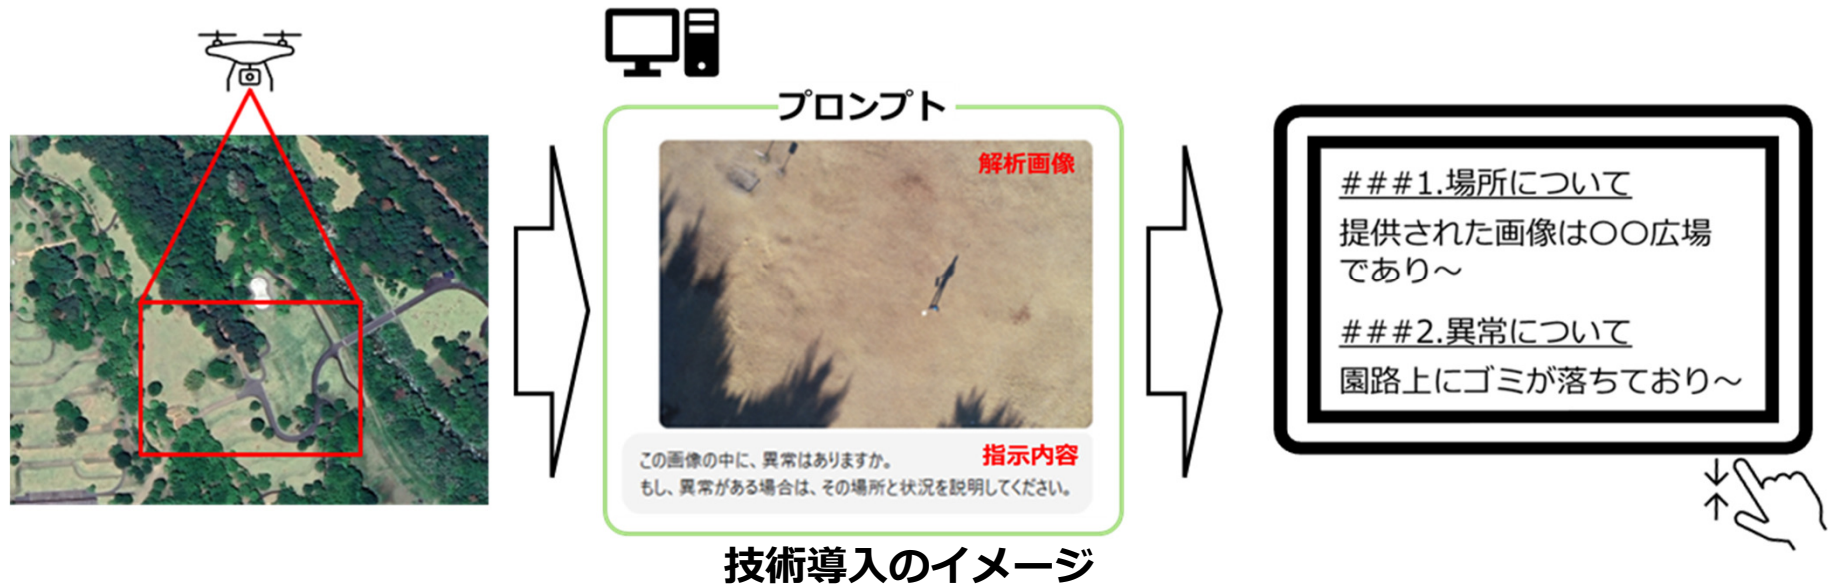 プロンプト
解析画像
指示内容
この画像の中に、異常はありますか。
もし、異常がある場合は、その場所と状況を説明してください。
###1.場所について
提供された画像は〇〇広場
であり～
###2.異常について
園路上にゴミが落ちており～
技術導入のイメージ